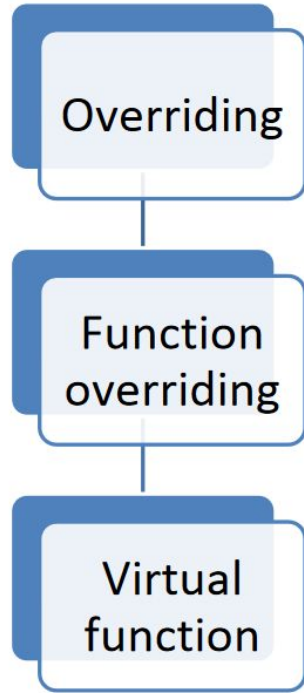 Overriding
Function
overriding
Virtual
function